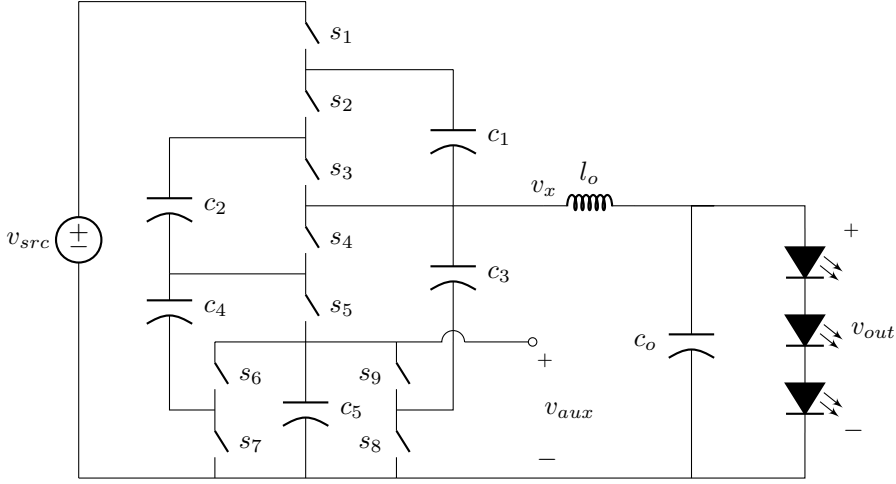 s1
s2
c1
s3
lo
vx
c2
+
vsrc
+
−
s4
c3
c4
s5
co
vout
s6
s9
+
c5
vaux
s7
s8
−
−